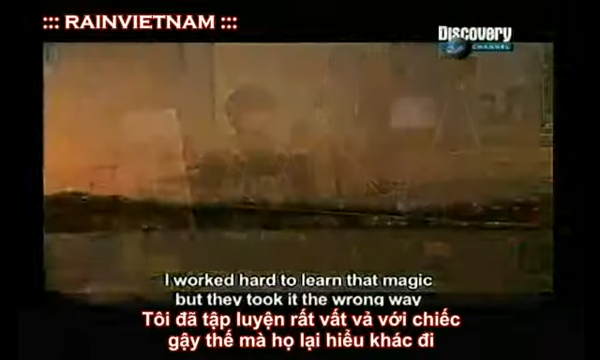 ::: RAINVIETNAM :::
Discovery
CHANNEL
I worked hard to learn that magic
but they took it the wrong way
Tôi đã tập luyện rất vất vả với chiếc
gậy thế mà họ lại hiểu khác đi